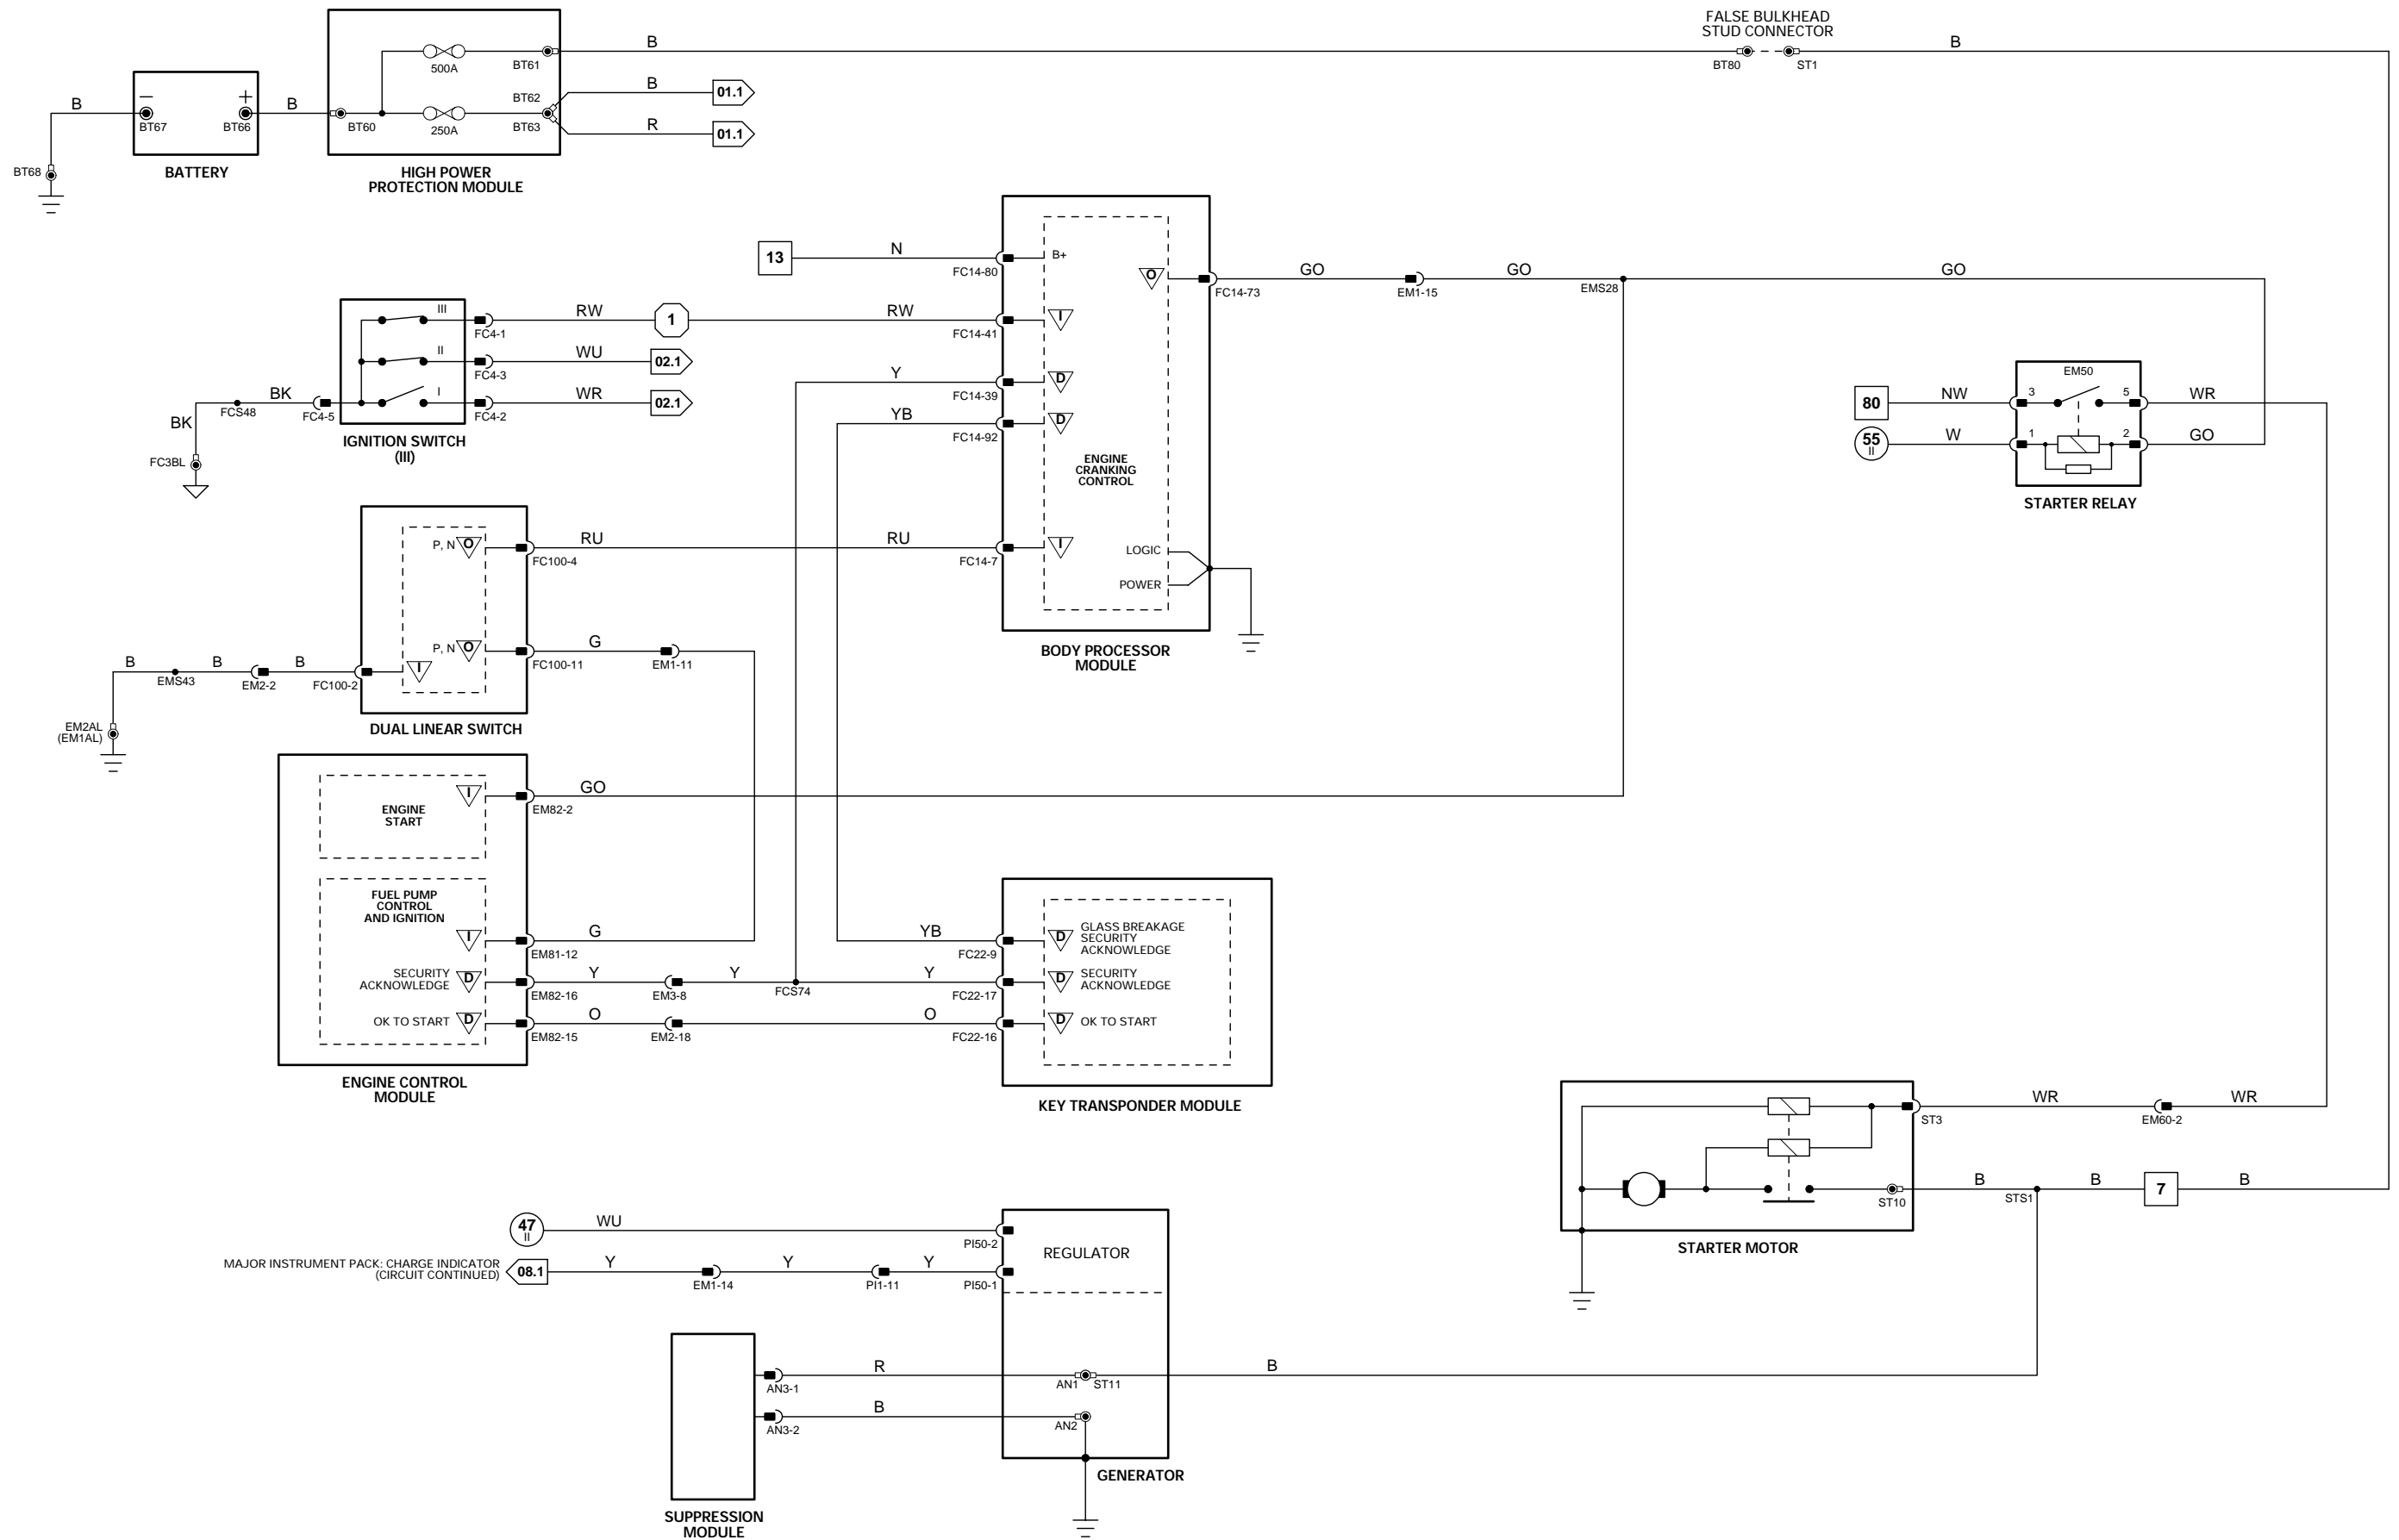 FALSE BULKHEAD
STUD CONNECTOR
B
B
500A
BT61
BT80
ST1
B
B
−
+
BT62
B
01.1
BT67
BT66
BT60
250A
BT63
R
01.1
BT68
BATTERY
HIGH POWER
PROTECTION MODULE
13
N
FC14-80
B+
O
FC14-73
GO
EM1-15
GO
EMS28
GO
III
FC4-1
RW
1
RW
FC14-41
I
II
FC4-3
WU
02.1
I
FC4-2
WR
02.1
BK
FCS48
FC4-5
BK
FC3BL
IGNITION SWITCH
(III)
Y
FC14-39
D
YB
FC14-92
D
ENGINE
CRANKING
CONTROL
EM50
80
NW
3
5
WR
55
II
W
1
2
GO
STARTER RELAY
P, N
O
FC100-4
RU
RU
FC14-7
I
LOGIC
POWER
P, N
O
FC100-11
G
EM1-11
BODY PROCESSOR
MODULE
B
EMS43
B
EM2-2
B
FC100-2
I
EM2AL
(EM1AL)
DUAL LINEAR SWITCH
ENGINE
START
I
EM82-2
GO
FUEL PUMP
CONTROL
AND IGNITION
I
EM81-12
G
YB
FC22-9
D
GLASS BREAKAGE
SECURITY
ACKNOWLEDGE
SECURITY
ACKNOWLEDGE
D
EM82-16
Y
EM3-8
Y
FCS74
Y
FC22-17
D
SECURITY
ACKNOWLEDGE
OK TO START
D
EM82-15
O
EM2-18
O
FC22-16
D
OK TO START
ENGINE CONTROL
MODULE
KEY TRANSPONDER MODULE
ST3
WR
EM60-2
WR
ST10
B
STS1
B
7
B
STARTER MOTOR
47
II
WU
PI50-2
REGULATOR
MAJOR INSTRUMENT PACK: CHARGE INDICATOR
(CIRCUIT CONTINUED)
08.1
Y
EM1-14
Y
PI1-11
Y
PI50-1
AN3-1
R
AN1
ST11
B
AN3-2
B
AN2
GENERATOR
SUPPRESSION
MODULE